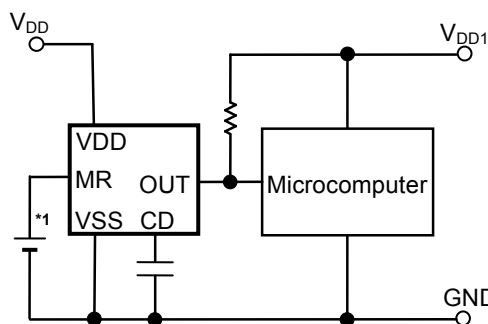 VDD
VDD1
VDD
MR
OUT
Microcomputer
*1
VSS
CD
GND